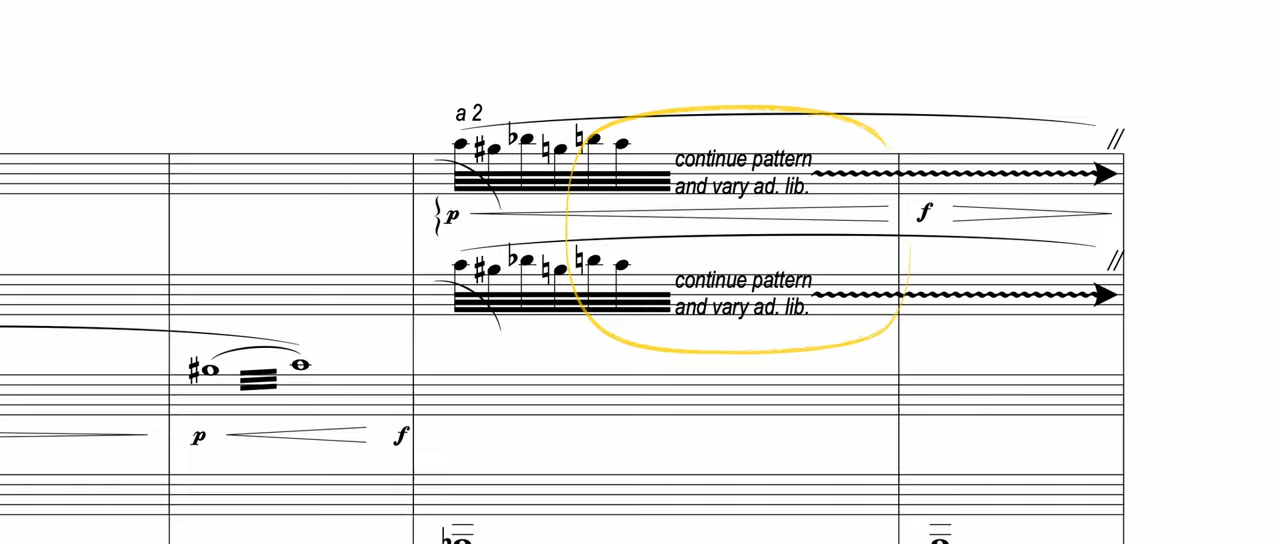 a 2
continue pattern
and vary ad. lib.
p
f
continue pattern
and vary ad. lib.
p
f